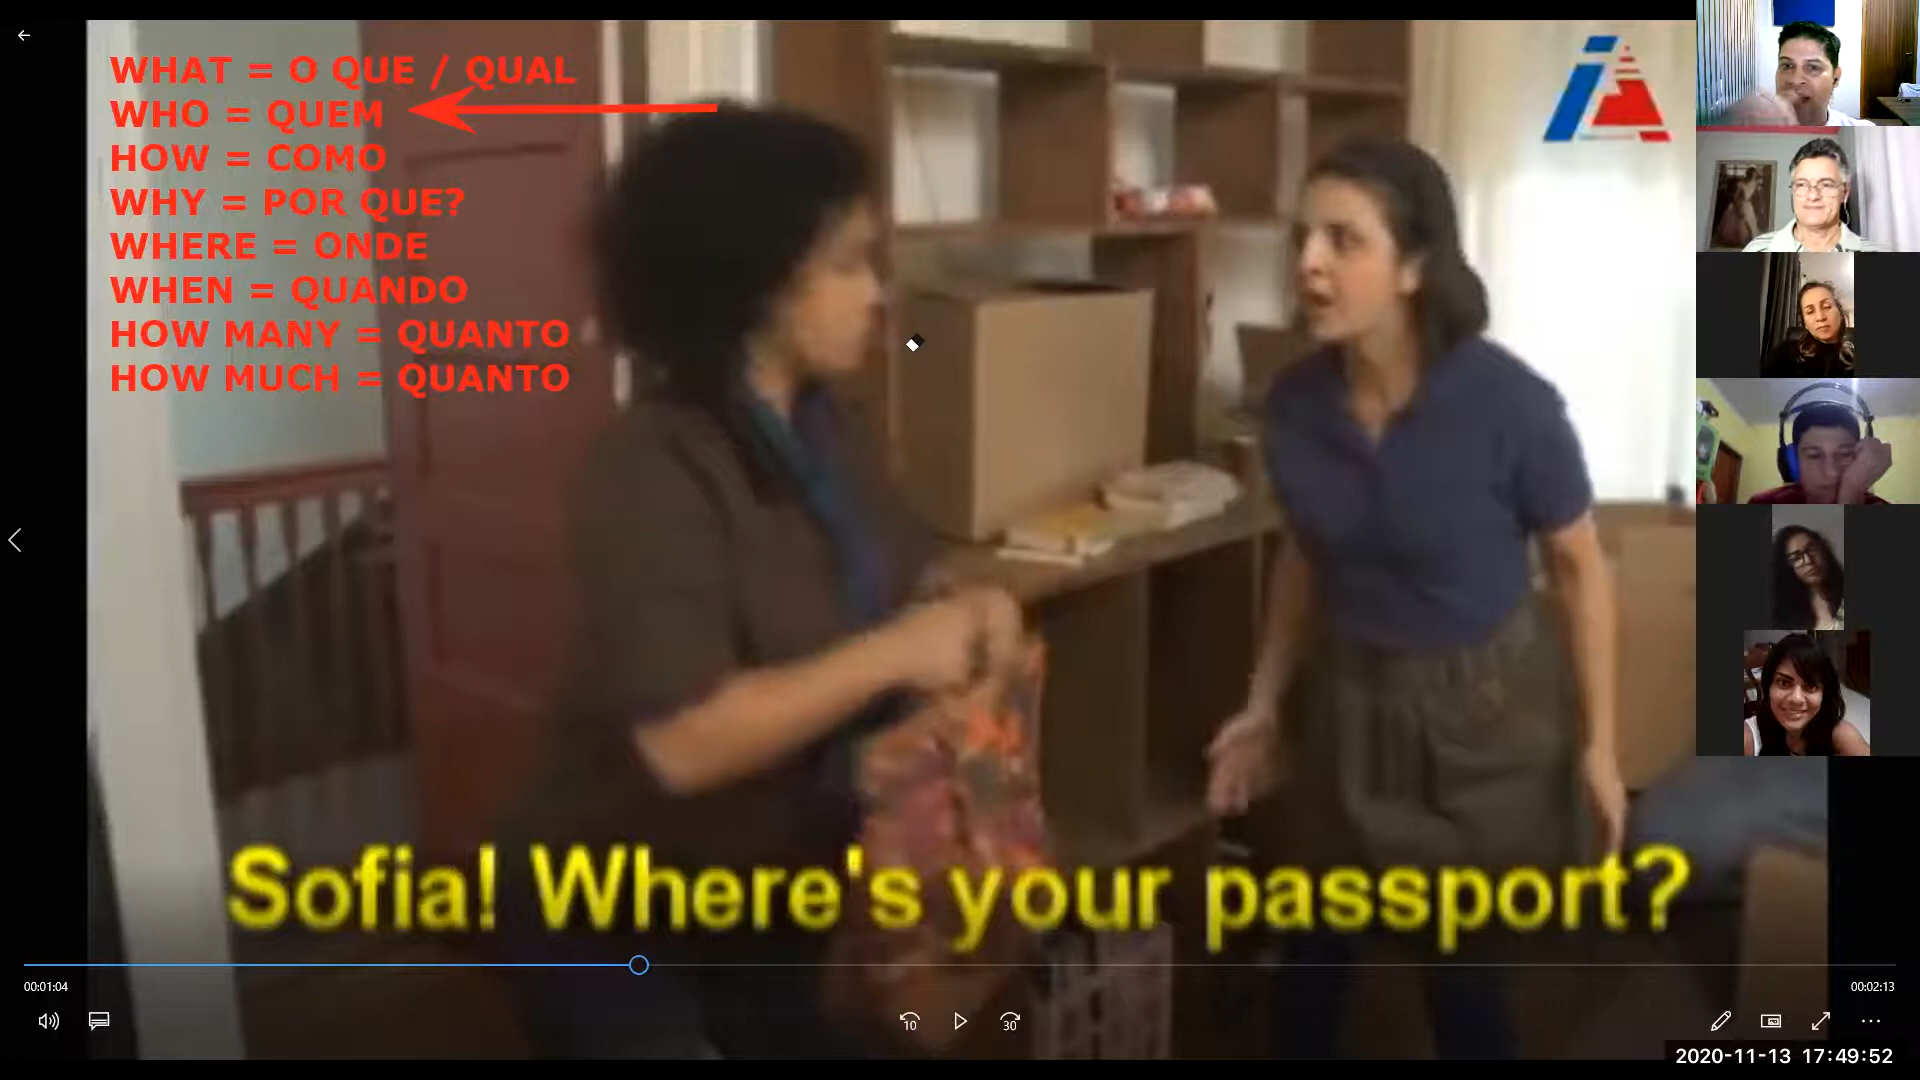 WHAT = O QUE / QUAL
WHO = QUEM
HOW = COMO
WHY = POR QUE?
WHERE = ONDE
WHEN = QUANDO
HOW MANY = QUANTO
HOW MUCH = QUANTO
Sofia! Where's your passport?
00:01:04
00:02:13
10
30
2020-11-13 17:49:52